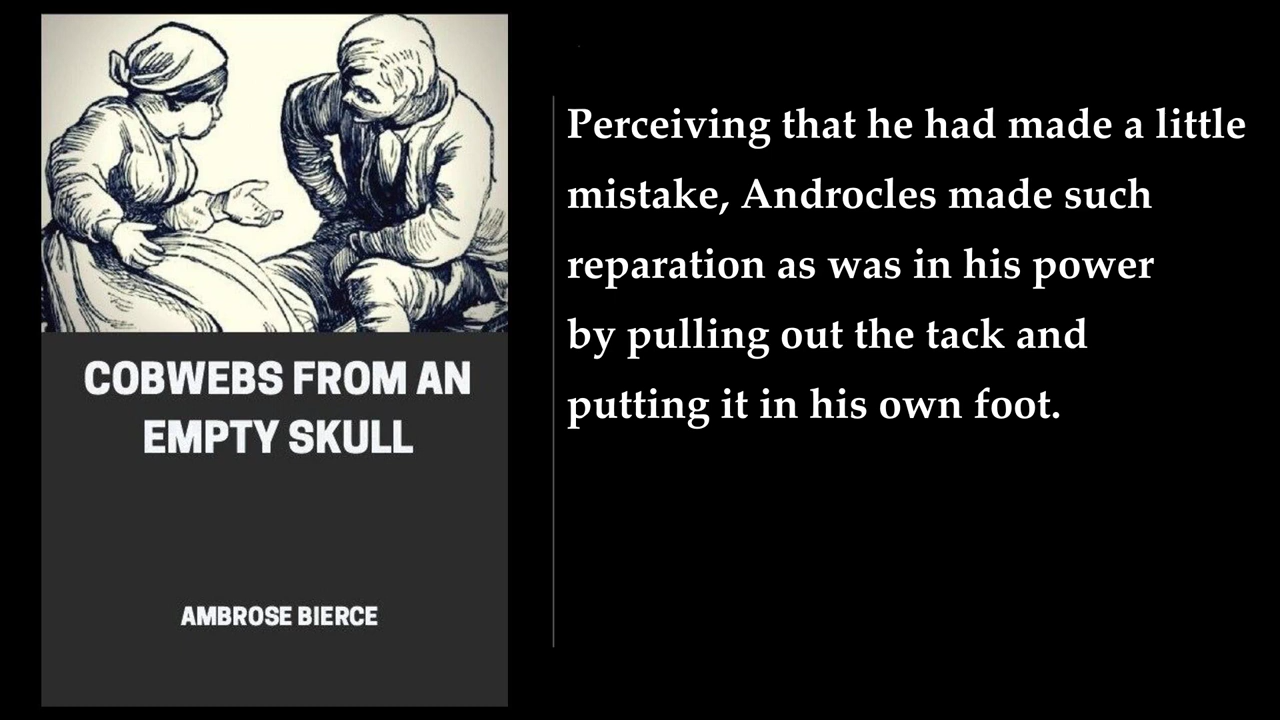 COBWEBS FROM AN
EMPTY SKULL
AMBROSE BIERCE
Perceiving that he had made a little
mistake, Androcles made such
reparation as was in his power
by pulling out the tack and
putting it in his own foot.